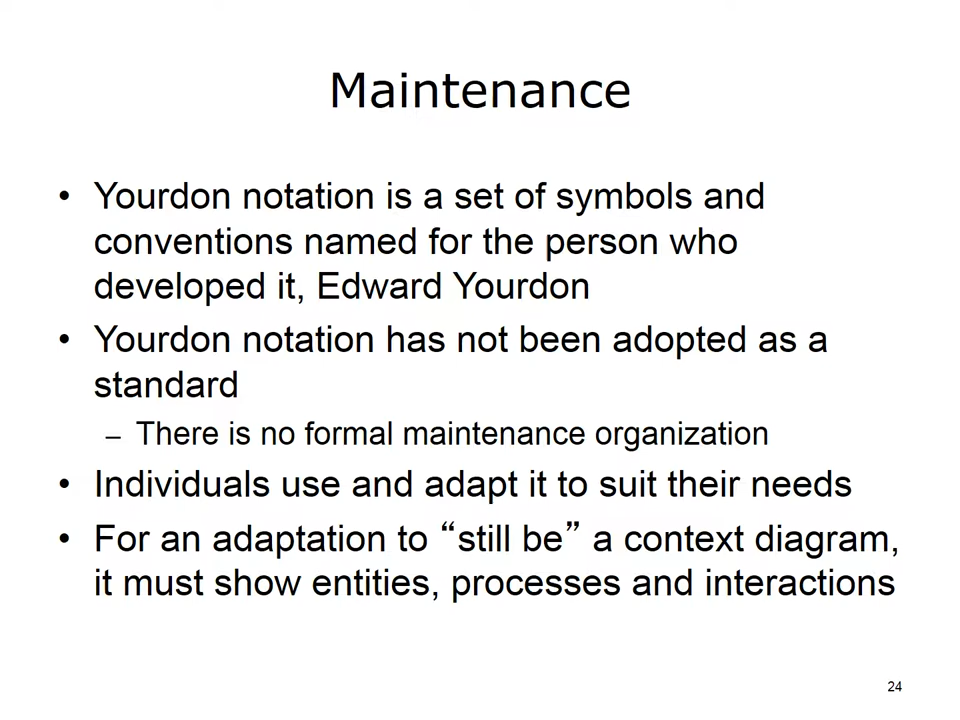 Maintenance
• Yourdon notation is a set of symbols and
conventions named for the person who
developed it, Edward Yourdon
• Yourdon notation has not been adopted as a
standard
– There is no formal maintenance organization
• Individuals use and adapt it to suit their needs
• For an adaptation to “still be” a context diagram,
it must show entities, processes and interactions
24